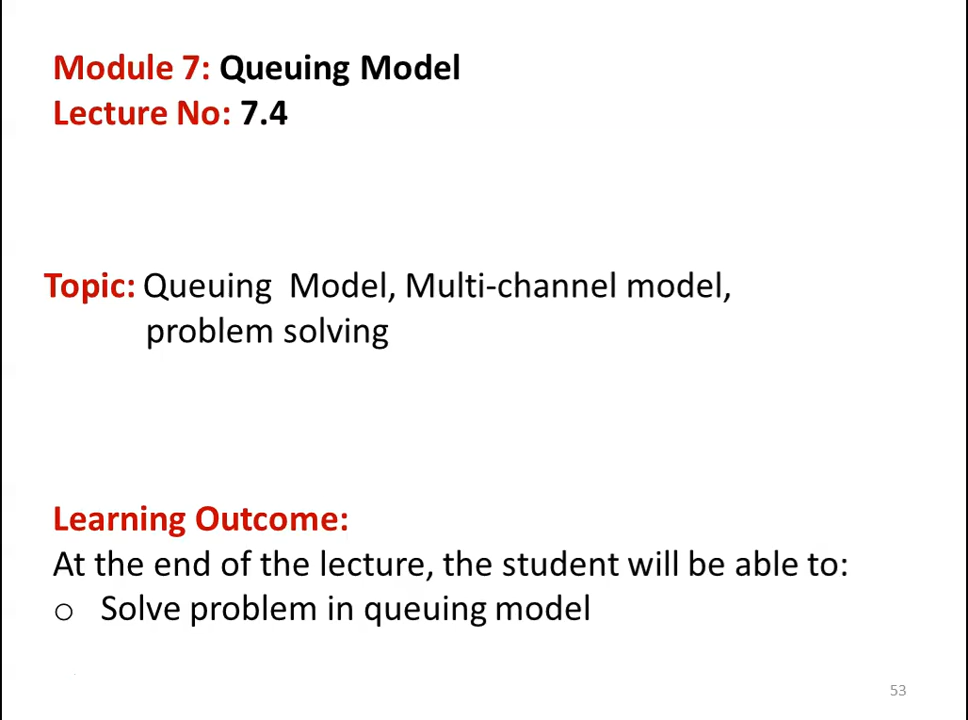 Module 7: Queuing Model
Lecture No: 7.4
Topic: Queuing Model, Multi-channel model,
problem solving
Learning Outcome:
At the end of the lecture, the student will be able to:
o Solve problem in queuing model
53